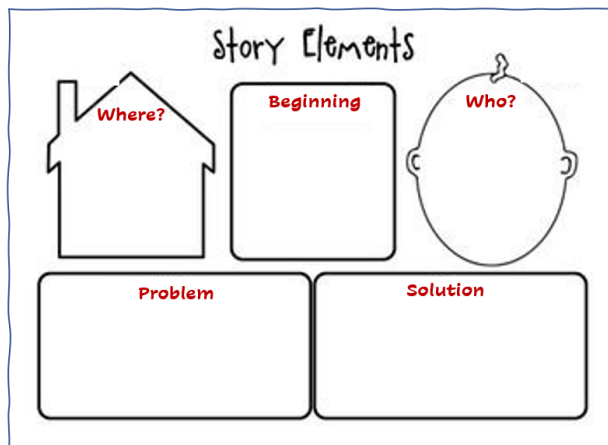 Story Elements
Where?
Beginning
Who?
Problem
Solution